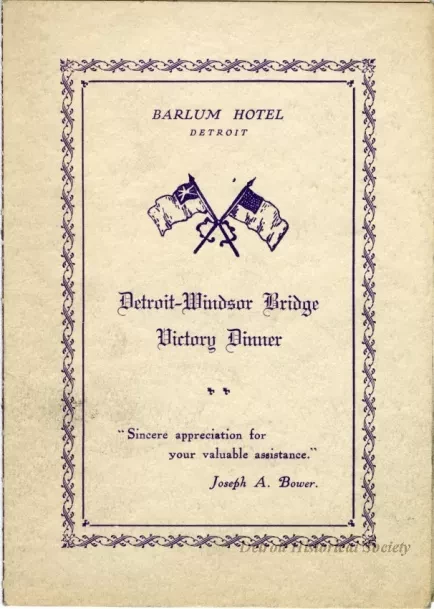 BARLUM HOTEL
DETROIT
Detroit-Windsor Bridge
Victory Dinner
"Sincere appreciation for
your valuable assistance."
Joseph A. Bower.
Detroit Historical Society